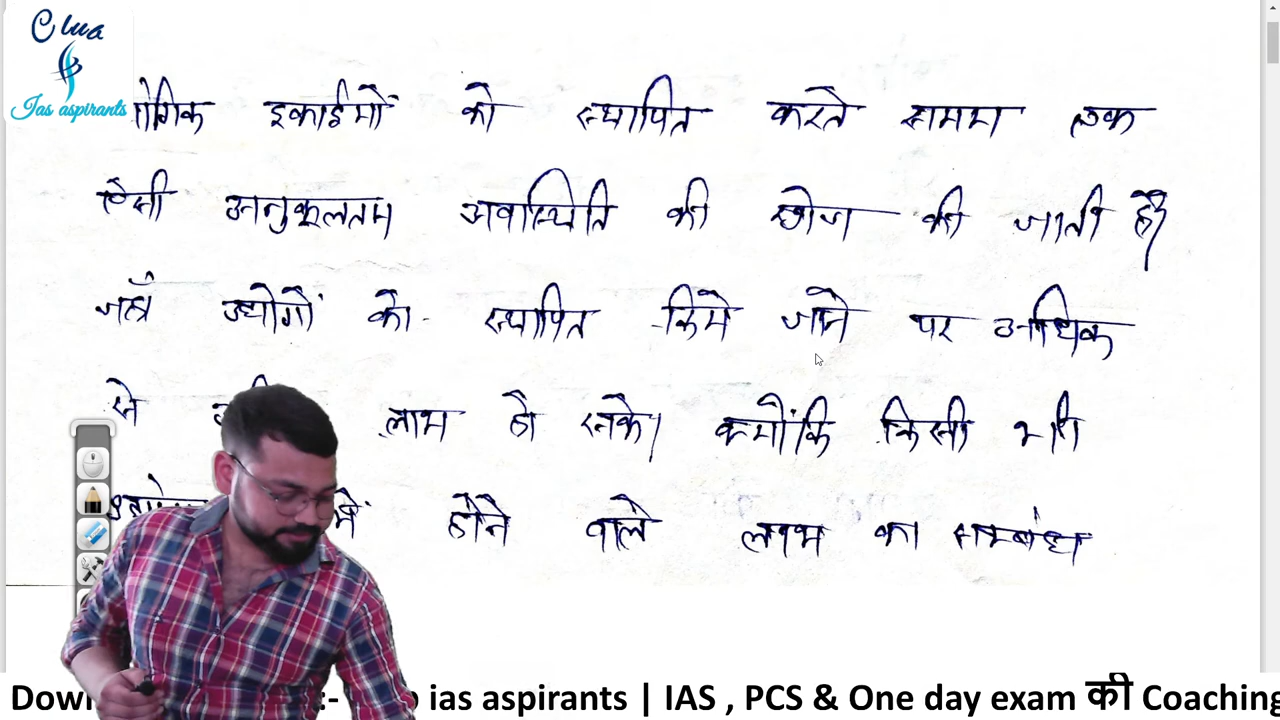 Clua
Ias aspirants
इकाईयों को स्थापित करते समय एक
ऐसी अनुकूलतम अवस्थिति की खोज की जाती है
जहाँ उद्योगों को स्थापित किये जाने पर अधिक
से लाभ हो सके। क्योंकि किसी भी
में होने वाले लाभ का सम्बंध
ias aspirants | IAS , PCS & One day exam की Coaching